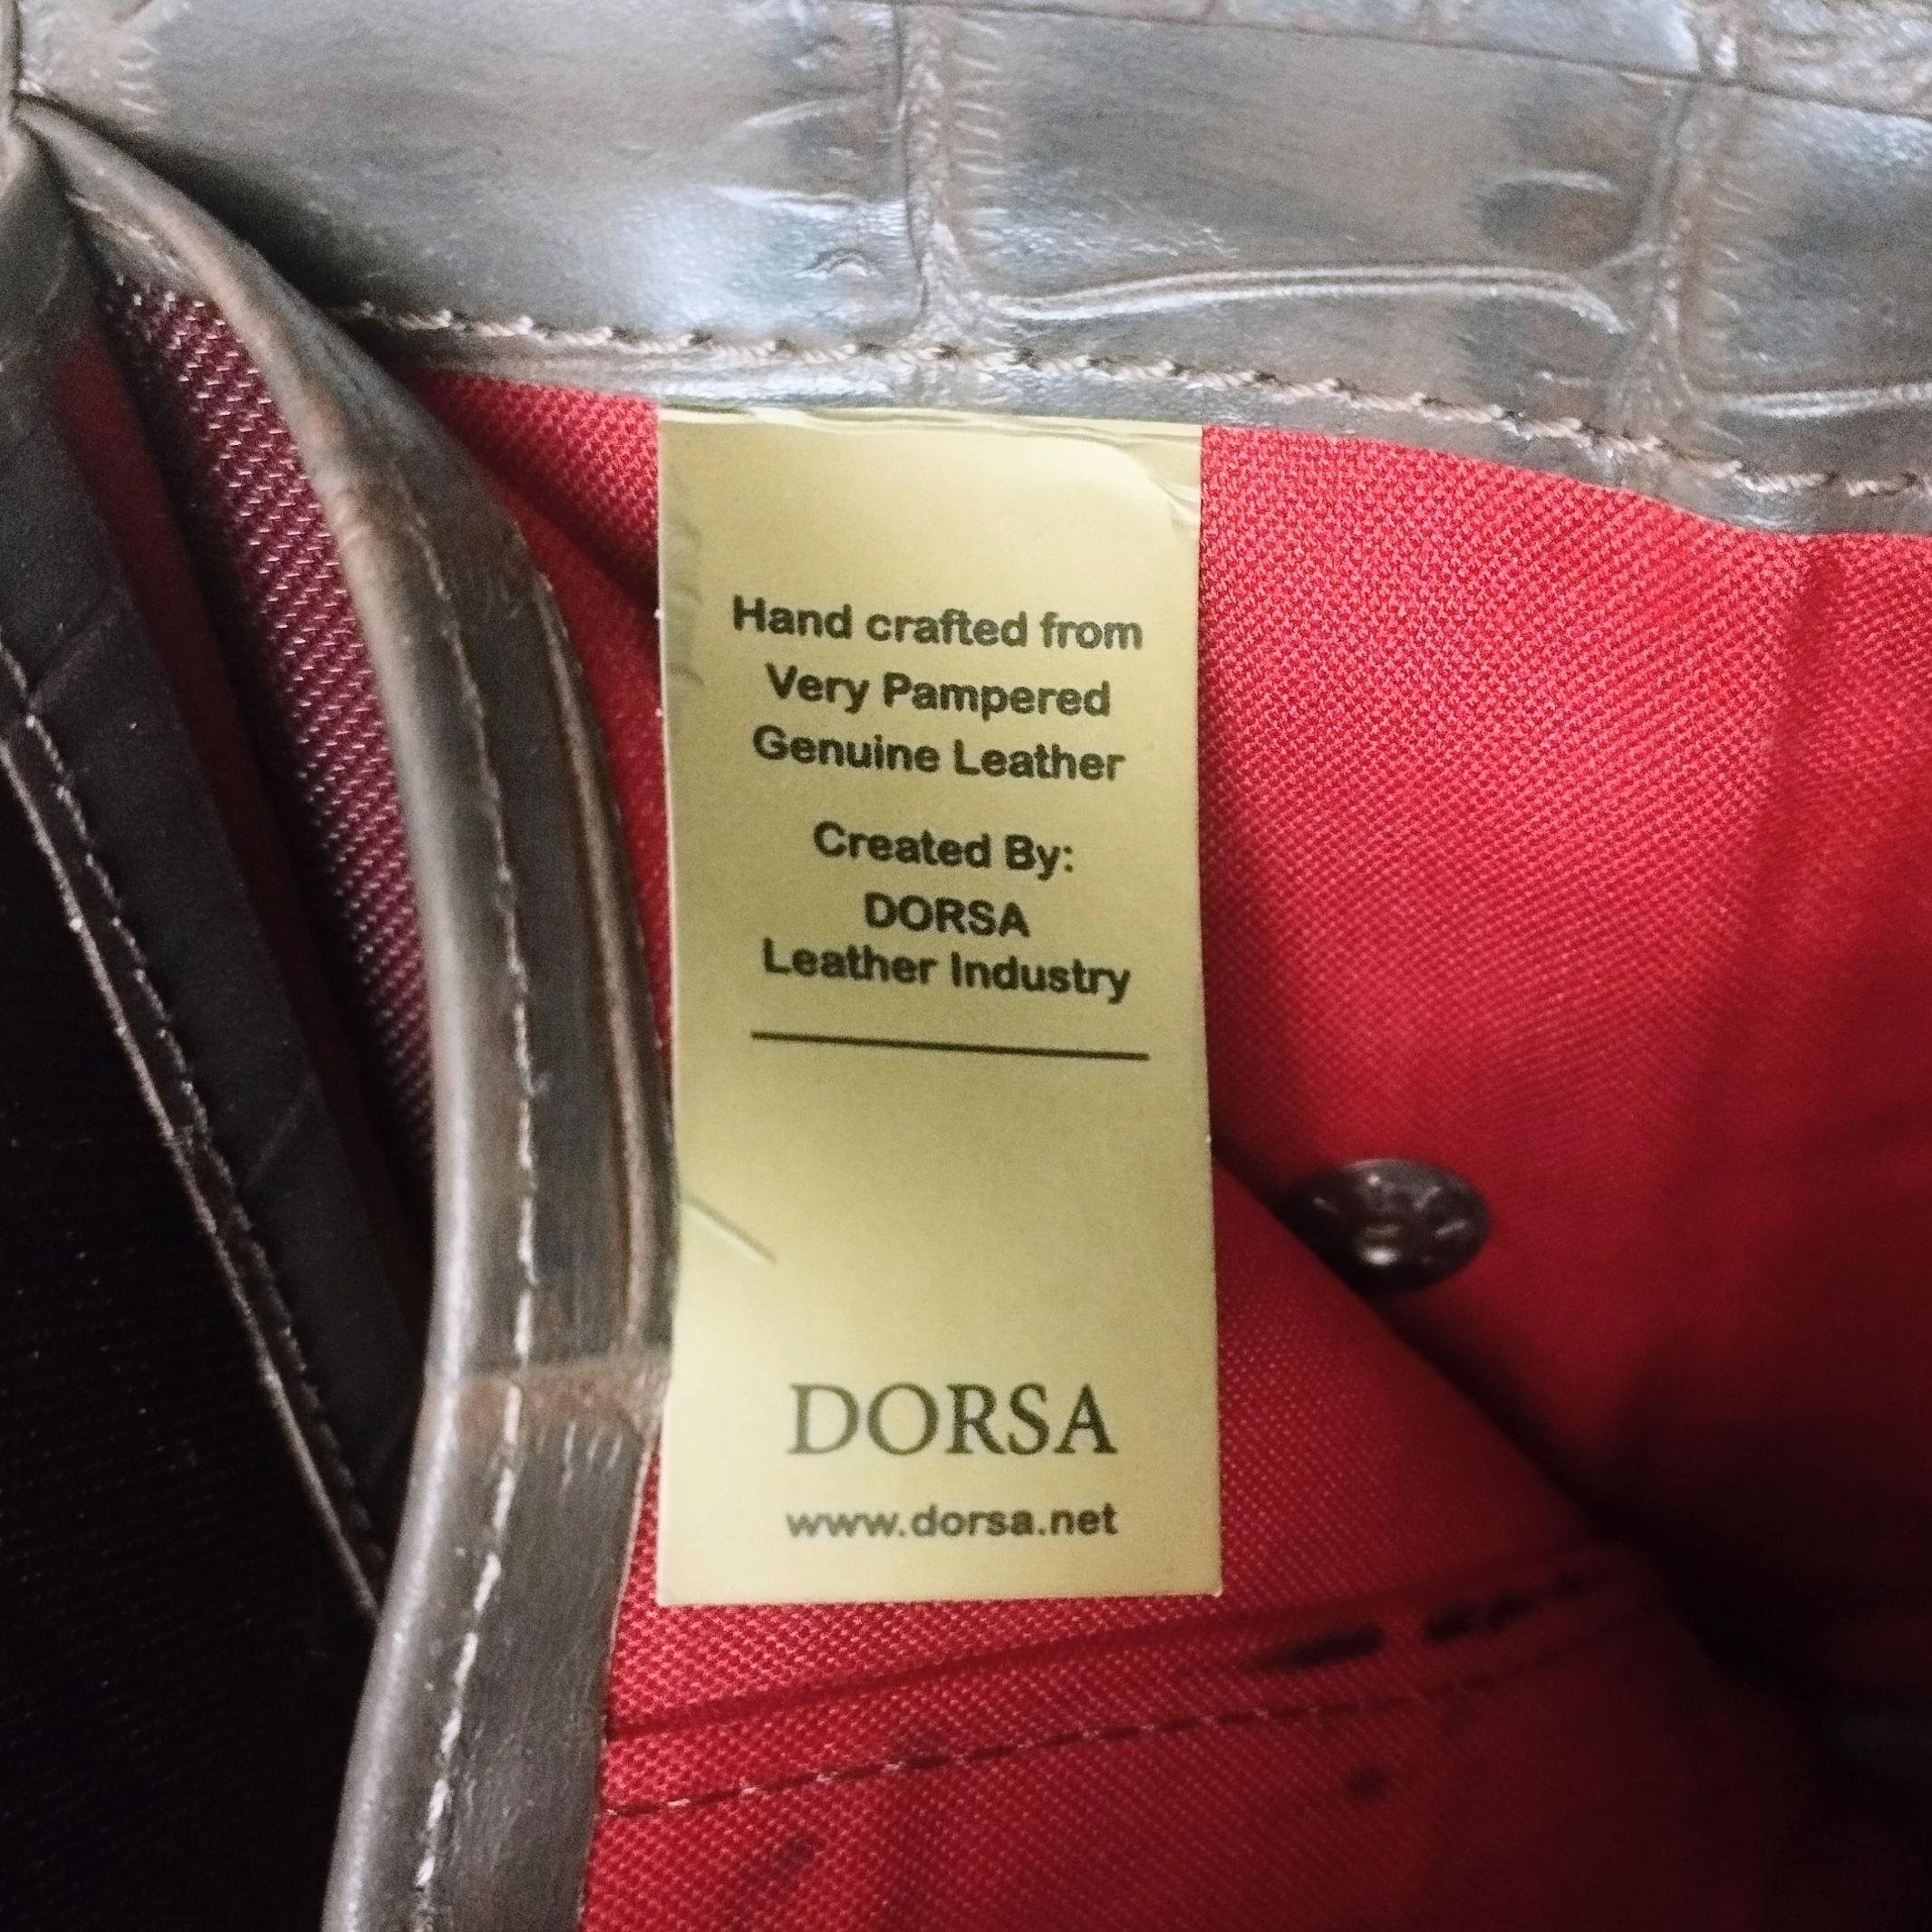 Hand crafted from
Very Pampered
Genuine Leather
Created By:
DORSA
Leather Industry
DORSA
www.dorsa.net